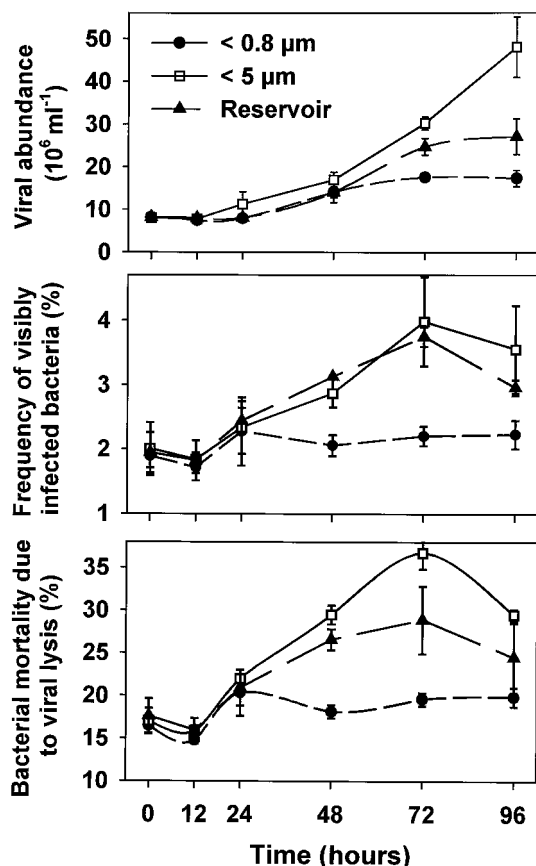 Viral abundance
(10⁶ ml⁻¹)
50
40
30
20
10
0
< 0.8 µm
< 5 µm
Reservoir
Frequency of visibly
infected bacteria (%)
4
3
2
1
Bacterial mortality due
to viral lysis (%)
35
30
25
20
15
10
0 12 24 48 72 96
Time (hours)